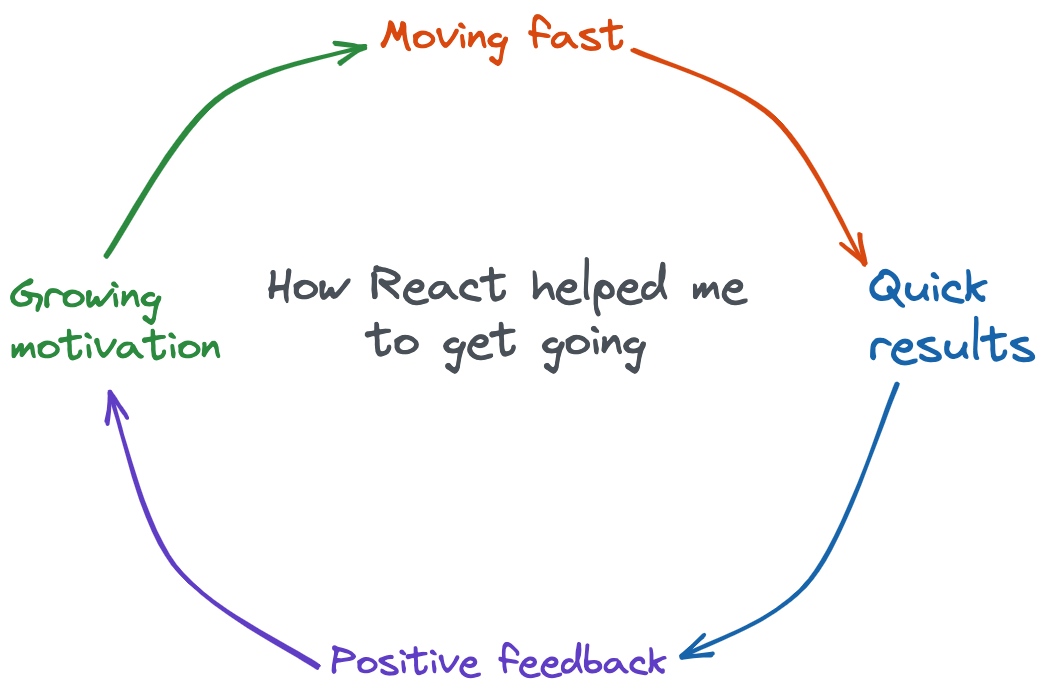 Moving fast
Growing
motivation
How React helped me
to get going
Quick
results
Positive feedback